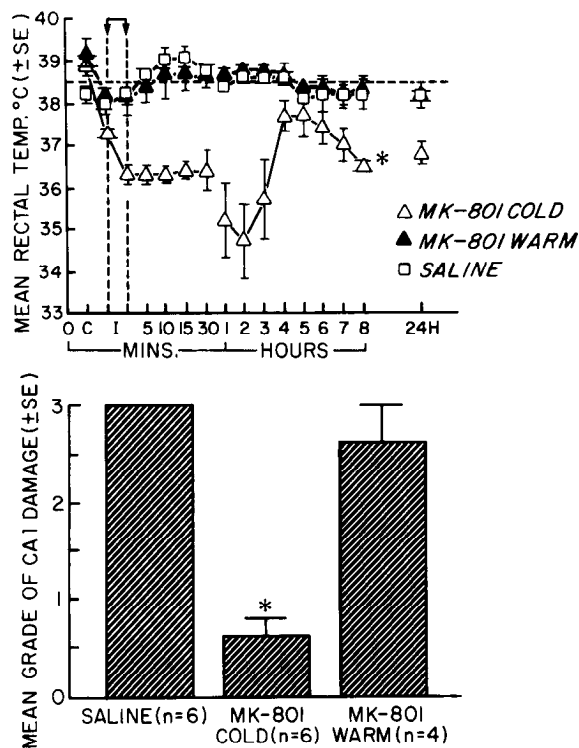 MEAN RECTAL TEMP. °C (±SE)
40
39
38
37
36
35
34
33
△ MK-801 COLD
▲ MK-801 WARM
□ SALINE
*
0 C I 5 10 15 30 1 2 3 4 5 6 7 8 24H
MINS. HOURS
MEAN GRADE OF CA1 DAMAGE (±SE)
3
2
1
0
*
SALINE (n=6) MK-801 COLD (n=6) MK-801 WARM (n=4)